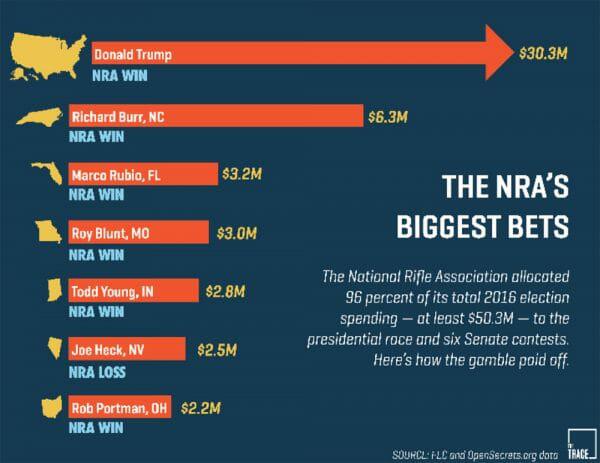 Donald Trump
$30.3M
NRA WIN
Richard Burr, NC
$6.3M
NRA WIN
Marco Rubio, FL
$3.2M
NRA WIN
Roy Blunt, MO
$3.0M
NRA WIN
Todd Young, IN
$2.8M
NRA WIN
Joe Heck, NV
$2.5M
NRA LOSS
Rob Portman, OH
$2.2M
NRA WIN
THE NRA'S
BIGGEST BETS
The National Rifle Association allocated
96 percent of its total 2016 election
spending — at least $50.3M — to the
presidential race and six Senate contests.
Here's how the gamble paid off.
SOURCE: FEC and OpenSecrets.org data
THE
TRACE